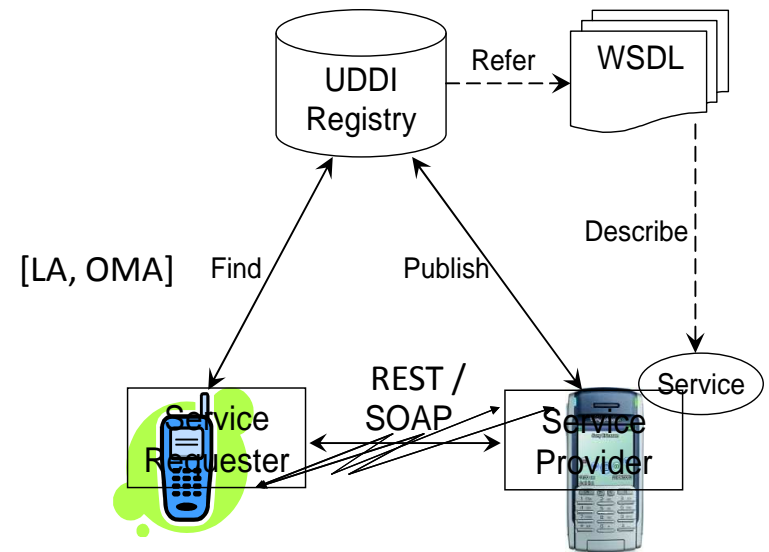 UDDI
Registry
Refer
WSDL
Describe
[LA, OMA]
Find
Publish
REST /
SOAP
Service
Service
Requester
Service
Provider